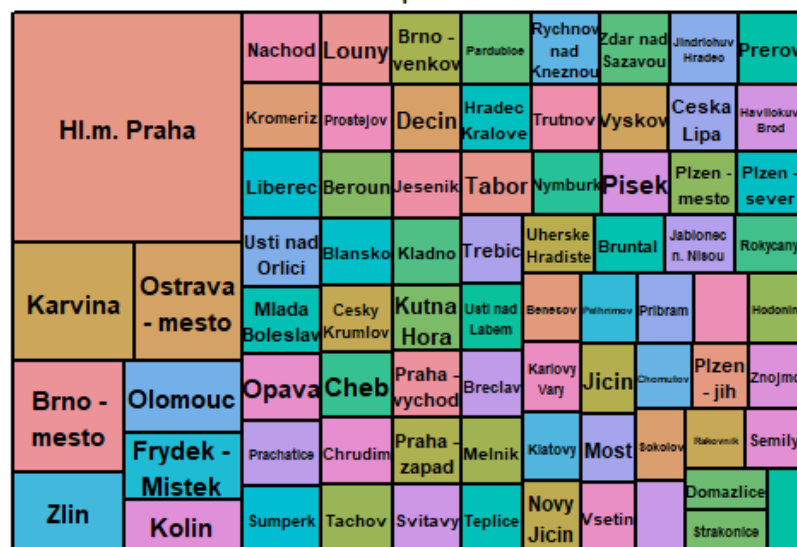 Hl.m. Praha
Karvina
Ostrava
- mesto
Brno -
mesto
Olomouc
Frydek -
Mistek
Zlin
Kolin
Nachod
Louny
Brno -
venkov
Pardubice
Rychnov
nad
Kneznou
Zdar nad
Sazavou
Jindrichuv
Hradec
Prerov
Kromeriz
Prostejov
Decin
Hradec
Kralove
Trutnov
Vyskov
Ceska
Lipa
Havlickuv
Brod
Liberec
Beroun
Jesenik
Tabor
Nymburk
Pisek
Plzen -
mesto
Plzen -
sever
Usti nad
Orlici
Blansko
Kladno
Trebic
Uherske
Hradiste
Bruntal
Jablonec
n. Nisou
Rokycany
Mlada
Boleslav
Cesky
Krumlov
Kutna
Hora
Usti nad
Labem
Benesov
Pelhrimov
Pribram
Hodonin
Opava
Cheb
Praha -
vychod
Breclav
Karlovy
Vary
Jicin
Chomutov
Plzen
- jih
Znojmo
Prachatice
Chrudim
Praha -
zapad
Melnik
Klatovy
Most
Sokolov
Rakovnik
Semily
Sumperk
Tachov
Svitavy
Teplice
Novy
Jicin
Vsetin
Domazlice
Strakonice